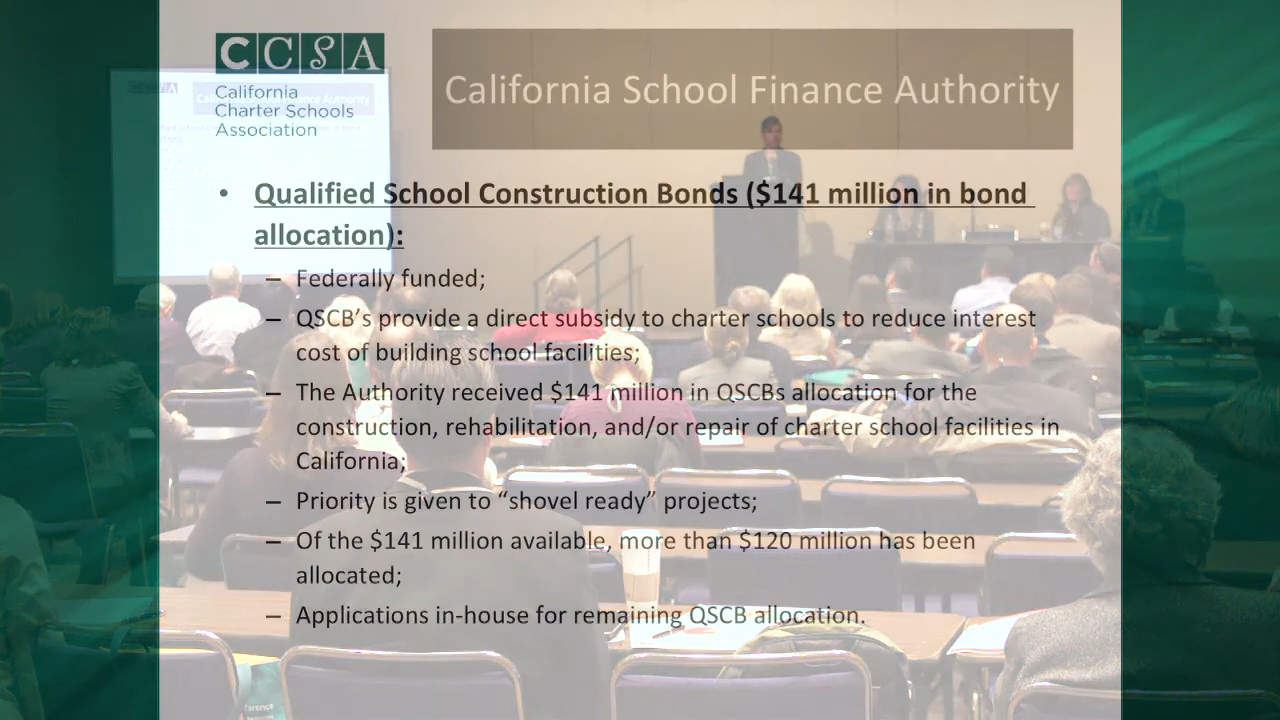 CCSA
California
Charter Schools
Association
California School Finance Authority
• Qualified School Construction Bonds ($141 million in bond
allocation):
– Federally funded;
– QSCB’s provide a direct subsidy to charter schools to reduce interest
cost of building school facilities;
– The Authority received $141 million in QSCBs allocation for the
construction, rehabilitation, and/or repair of charter school facilities in
California;
– Priority is given to “shovel ready” projects;
– Of the $141 million available, more than $120 million has been
allocated;
– Applications in-house for remaining QSCB allocation.